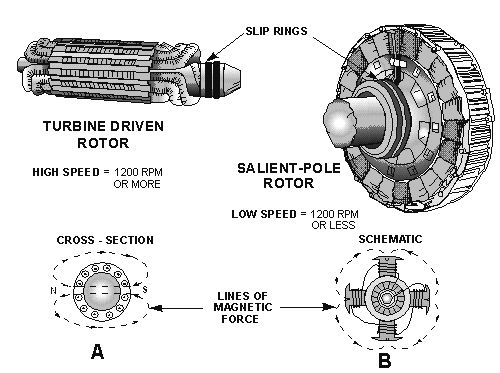 SLIP RINGS
TURBINE DRIVEN
ROTOR
HIGH SPEED = 1200 RPM
OR MORE
SALIENT-POLE
ROTOR
LOW SPEED = 1200 RPM
OR LESS
CROSS - SECTION
SCHEMATIC
N
S
LINES OF
MAGNETIC
FORCE
A
B